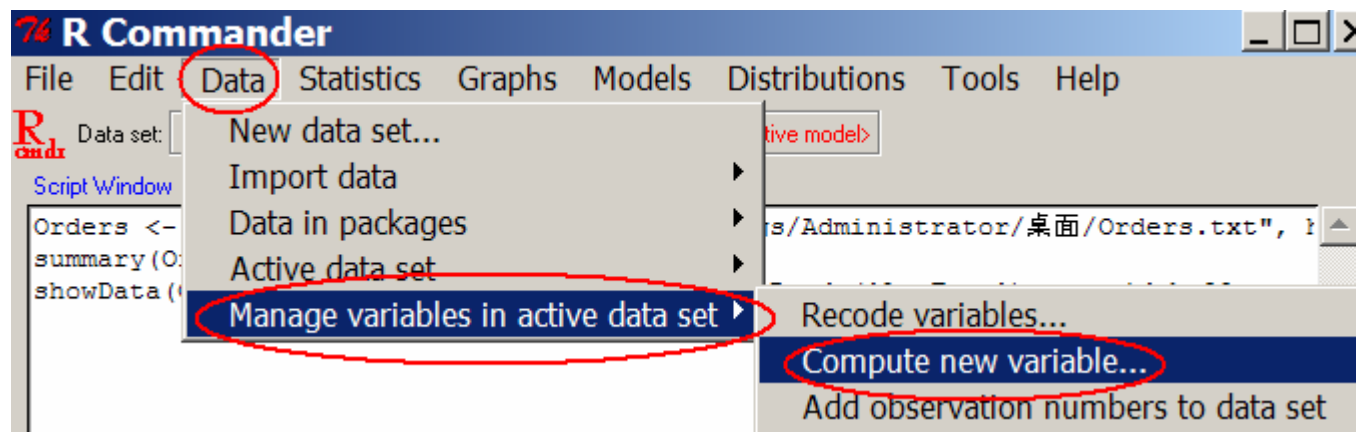 R Commander
File Edit Data Statistics Graphs Models Distributions Tools Help
R cmdr Data set: tive model>
New data set...
Script Window
Import data
Orders <- Data in packages gs/Administrator/桌面/Orders.txt",
summary(O Active data set
showData( Manage variables in active data set
Recode variables...
Compute new variable...
Add observation numbers to data set